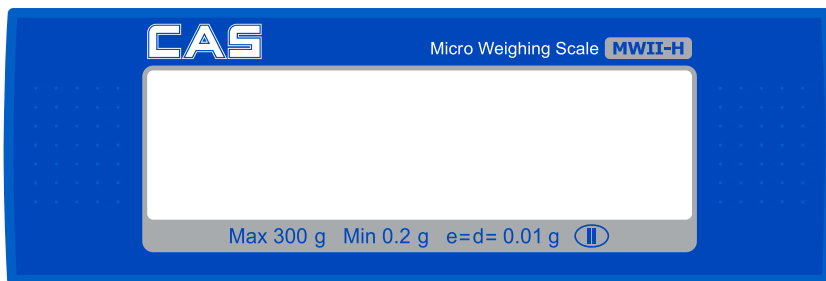 CAS
Micro Weighing Scale MWII-H
Max 300 g Min 0.2 g e=d= 0.01 g II